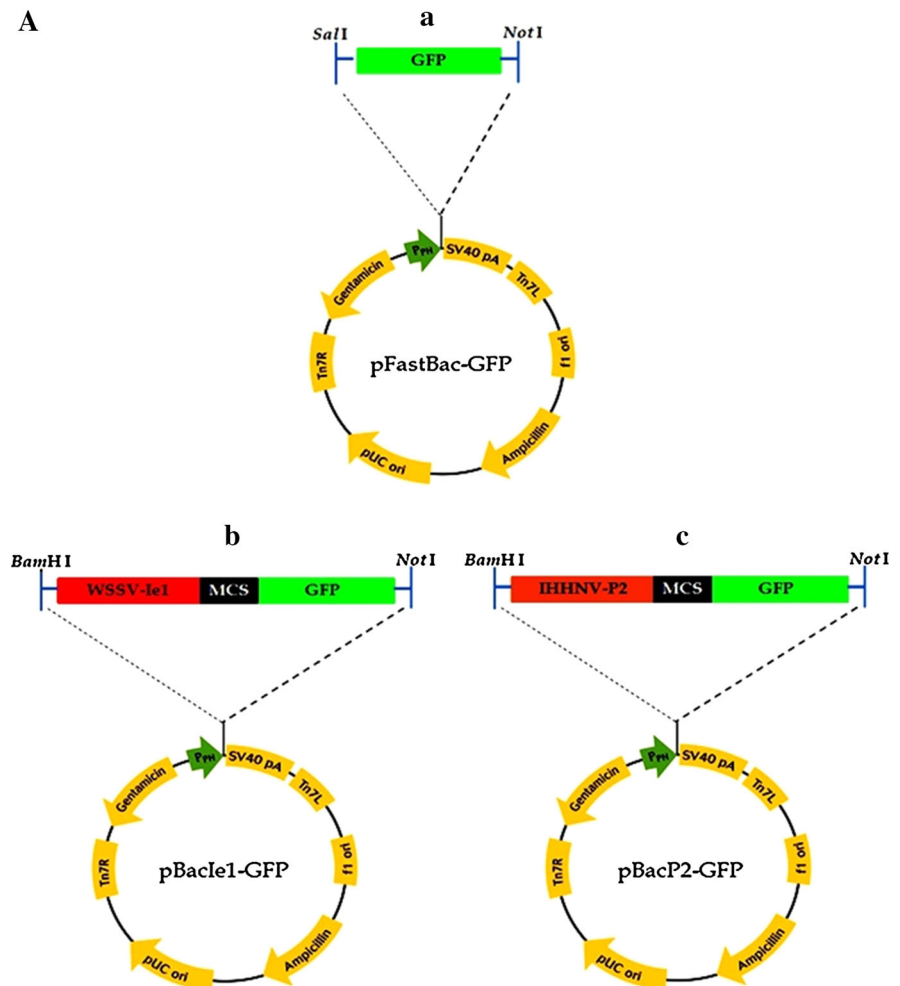 A
a
SalI
NotI
GFP
PPH
SV40 pA
Tn7L
f1 ori
Ampicillin
pUC ori
Tn7R
Gentamicin
pFastBac-GFP
b
BamHI
NotI
WSSV-Ie1
MCS
GFP
PPH
SV40 pA
Tn7L
f1 ori
Ampicillin
pUC ori
Tn7R
Gentamicin
pBacIe1-GFP
c
BamHI
NotI
IHHNV-P2
MCS
GFP
PPH
SV40 pA
Tn7L
f1 ori
Ampicillin
pUC ori
Tn7R
Gentamicin
pBacP2-GFP